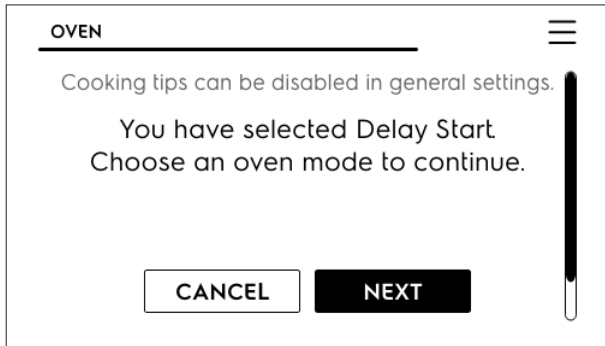 OVEN
Cooking tips can be disabled in general settings.
You have selected Delay Start.
Choose an oven mode to continue.
CANCEL
NEXT